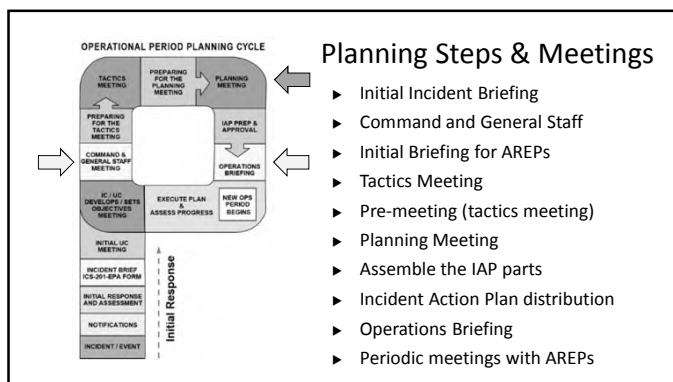 OPERATIONAL PERIOD PLANNING CYCLE
TACTICS
MEETING
PREPARING
FOR THE
PLANNING
MEETING
PLANNING
MEETING
PREPARING
FOR THE
TACTICS
MEETING
IAP PREP &
APPROVAL
COMMAND &
GENERAL STAFF
MEETING
OPERATIONS
BRIEFING
IC / UC
DEVELOPS / SETS
OBJECTIVES
MEETING
EXECUTE PLAN
&
ASSESS PROGRESS
NEW OPS
PERIOD
BEGINS
INITIAL UC
MEETING
INCIDENT BRIEF
ICS-201-EPA FORM
INITIAL RESPONSE
AND ASSESSMENT
NOTIFICATIONS
INCIDENT / EVENT
Initial Response
Planning Steps & Meetings
► Initial Incident Briefing
► Command and General Staff
► Initial Briefing for AREPs
► Tactics Meeting
► Pre-meeting (tactics meeting)
► Planning Meeting
► Assemble the IAP parts
► Incident Action Plan distribution
► Operations Briefing
► Periodic meetings with AREPs